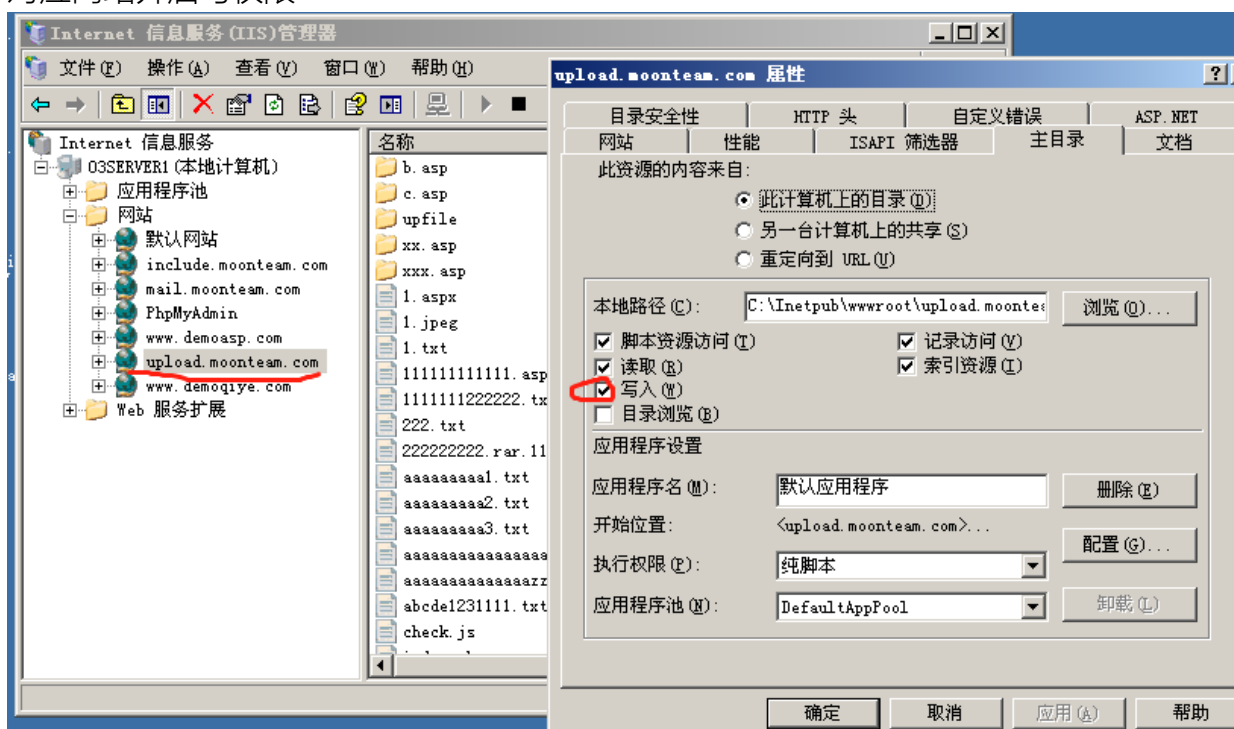 Internet 信息服务(IIS)管理器
文件(F) 操作(A) 查看(V) 窗口(W) 帮助(H)
Internet 信息服务
03SERVER1(本地计算机)
应用程序池
网站
默认网站
include.moonteam.com
mail.moonteam.com
PhpMyAdmin
www.demoasp.com
upload.moonteam.com
www.demoqiye.com
Web 服务扩展
名称
b.asp
c.asp
upfile
xx.asp
xxx.asp
1.aspx
1.jpeg
1.txt
111111111111.asp
1111111222222.tx
222.txt
222222222.rar.11
aaaaaaaaa1.txt
aaaaaaaaa2.txt
aaaaaaaaa3.txt
aaaaaaaaaaaaaaaa
aaaaaaaaaaaaaazz
abcde1231111.txt
check.js
upload.moonteam.com 属性
目录安全性 HTTP 头 自定义错误 ASP.NET
网站 性能 ISAPI 筛选器 主目录 文档
此资源的内容来自:
此计算机上的目录(D)
另一台计算机上的共享(S)
重定向到 URL(U)
本地路径(C): C:\Inetpub\wwwroot\upload.moontea 浏览(O)...
脚本资源访问(T) 记录访问(V)
读取(R) 索引资源(I)
写入(W)
目录浏览(B)
应用程序设置
应用程序名(M): 默认应用程序 删除(E)
开始位置: <upload.moonteam.com>...
配置(G)...
执行权限(P): 纯脚本
应用程序池(N): DefaultAppPool 卸载(L)
确定 取消 应用(A) 帮助